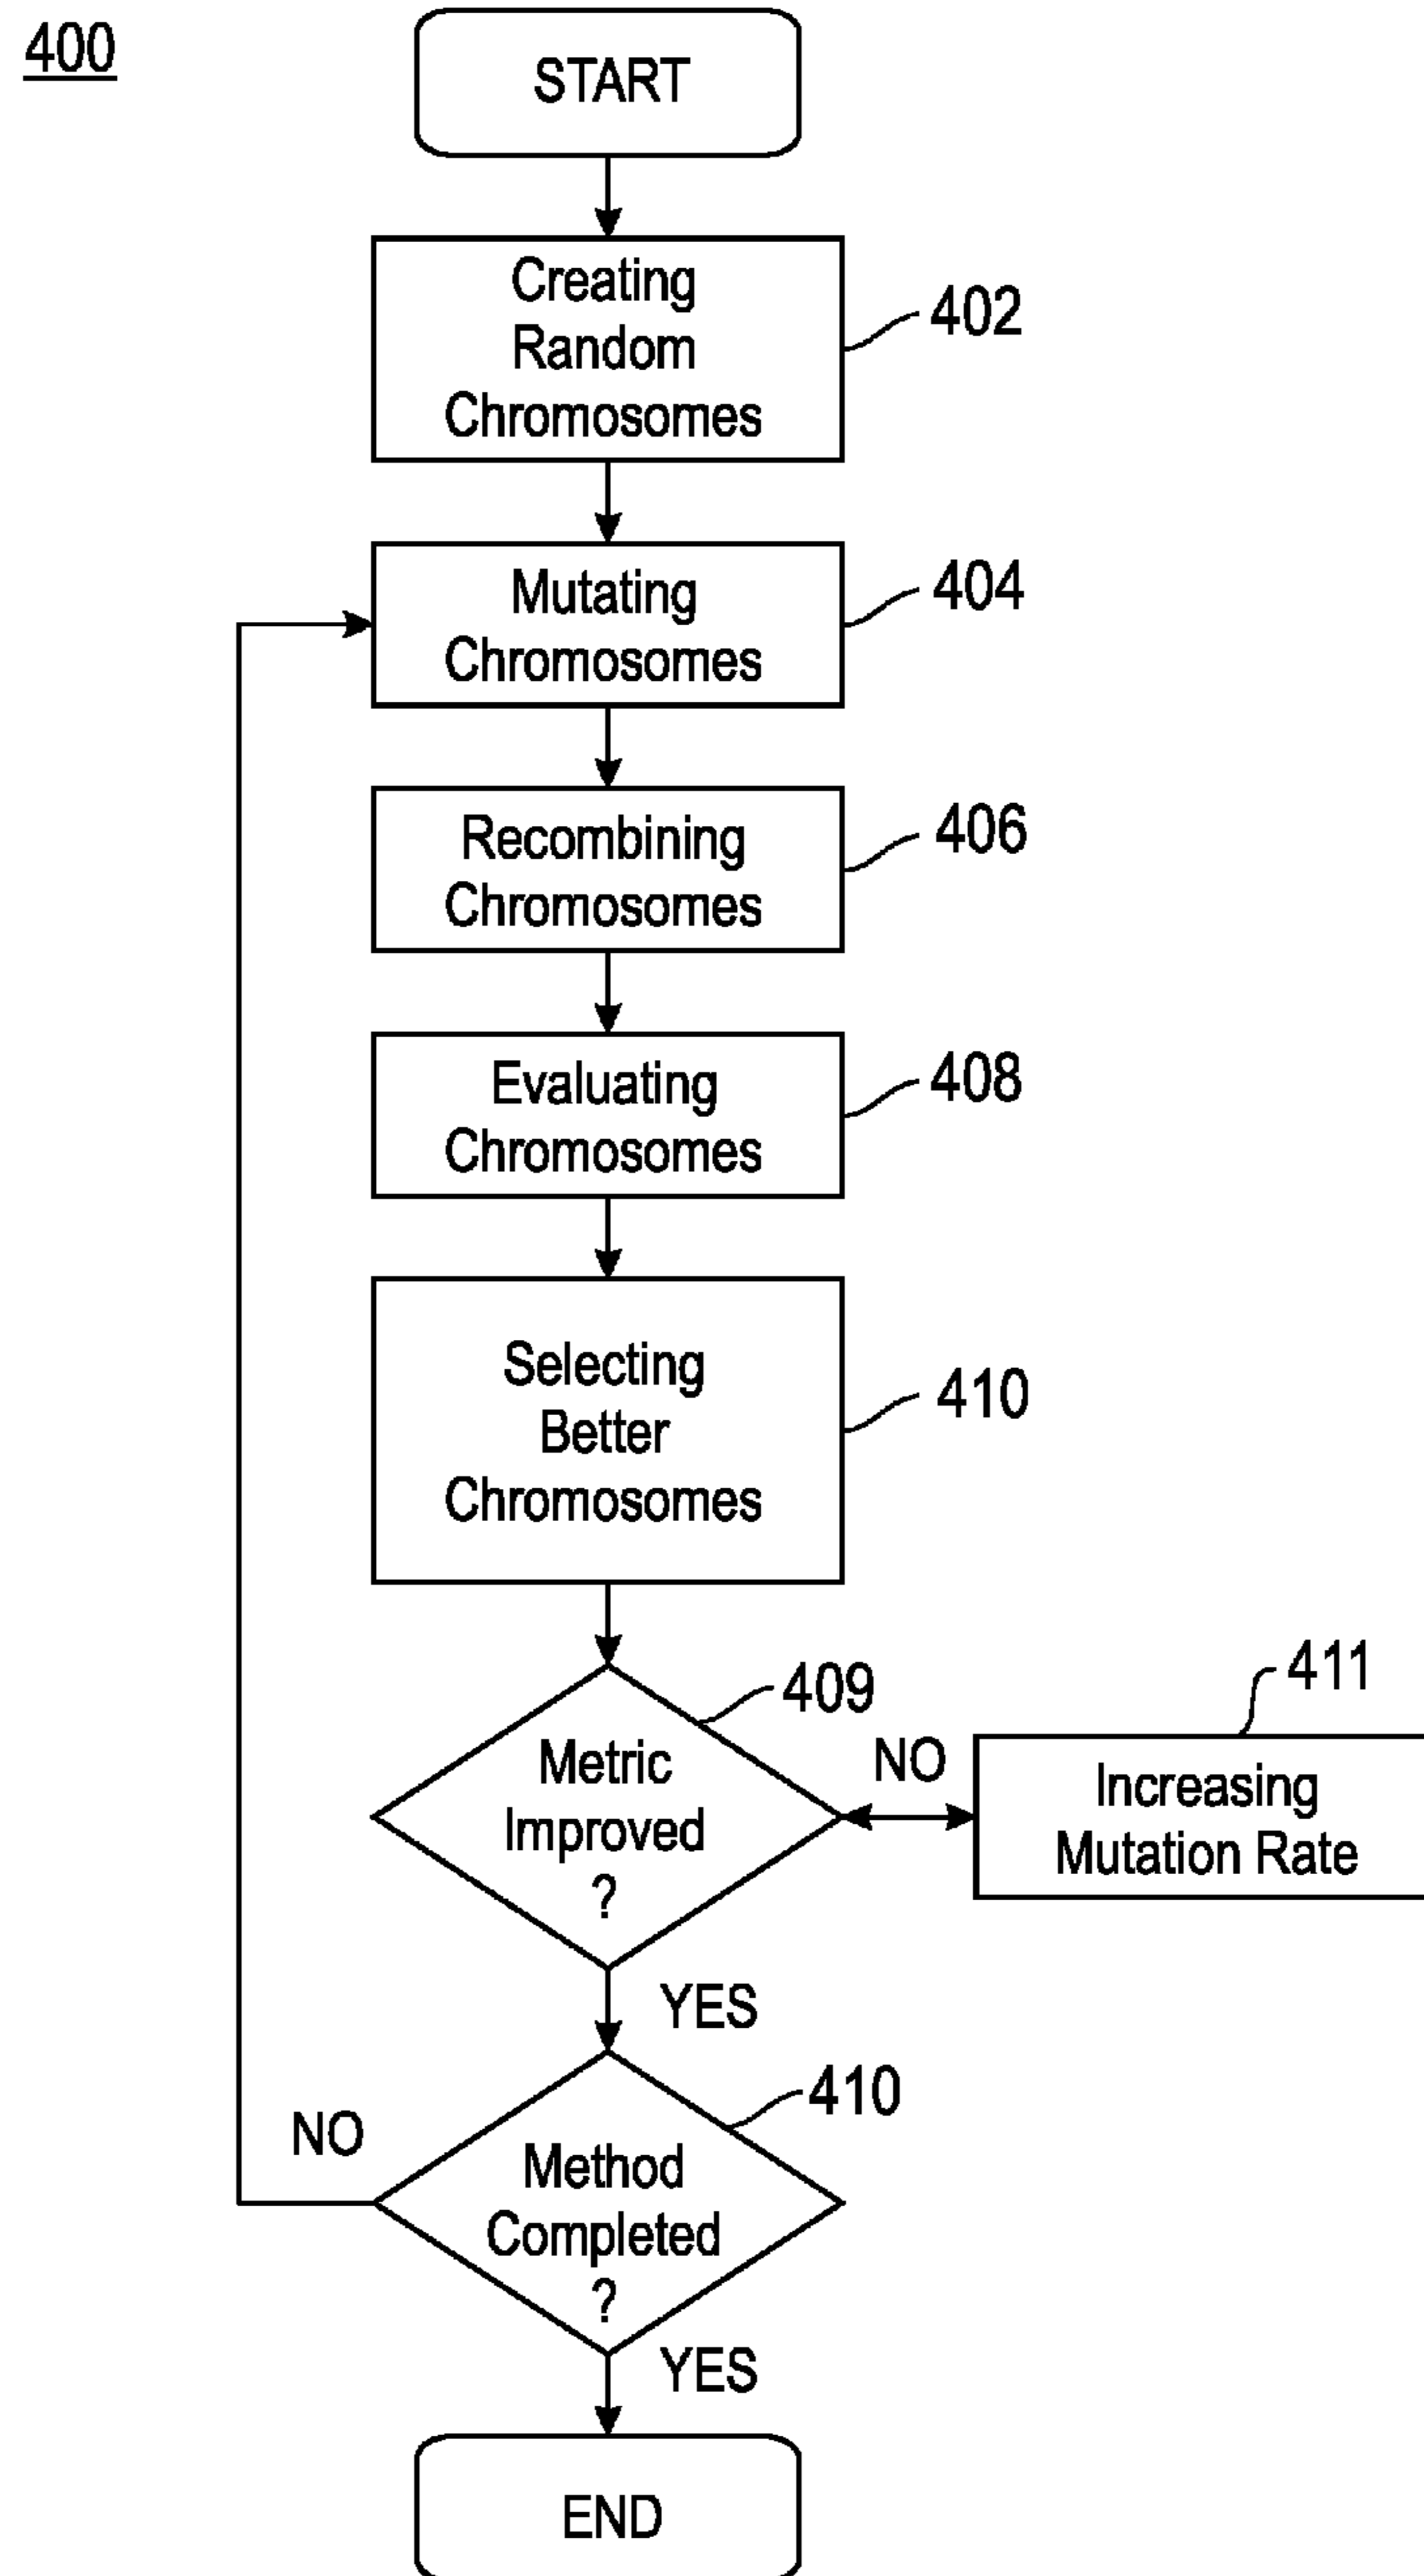 400
START
Creating
Random
Chromosomes
402
Mutating
Chromosomes
404
Recombining
Chromosomes
406
Evaluating
Chromosomes
408
Selecting
Better
Chromosomes
410
409
Metric
Improved
?
NO
411
Increasing
Mutation Rate
YES
410
NO
Method
Completed
?
YES
END